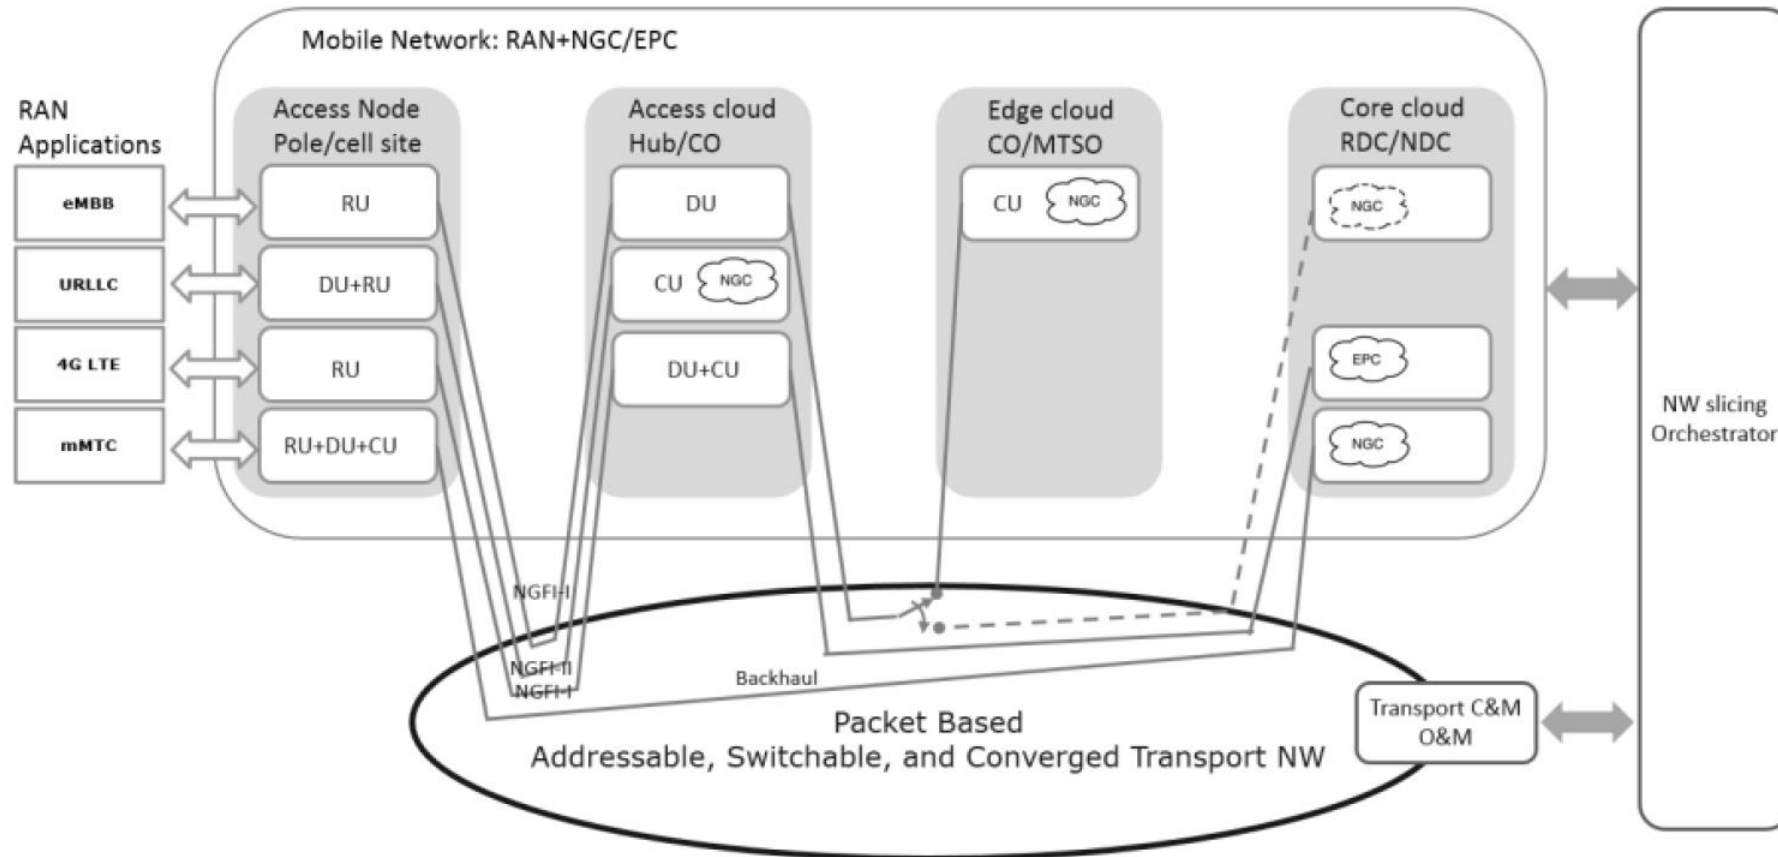 Mobile Network: RAN+NGC/EPC
RAN
Applications
Access Node
Pole/cell site
Access cloud
Hub/CO
Edge cloud
CO/MTSO
Core cloud
RDC/NDC
eMBB
RU
DU
CU
NGC
NGC
URLLC
DU+RU
CU
NGC
4G LTE
RU
DU+CU
EPC
mMTC
RU+DU+CU
NGC
NW slicing
Orchestrator
NGFI-I
NGFI-II
NGFI-I
Backhaul
Packet Based
Addressable, Switchable, and Converged Transport NW
Transport C&M
O&M